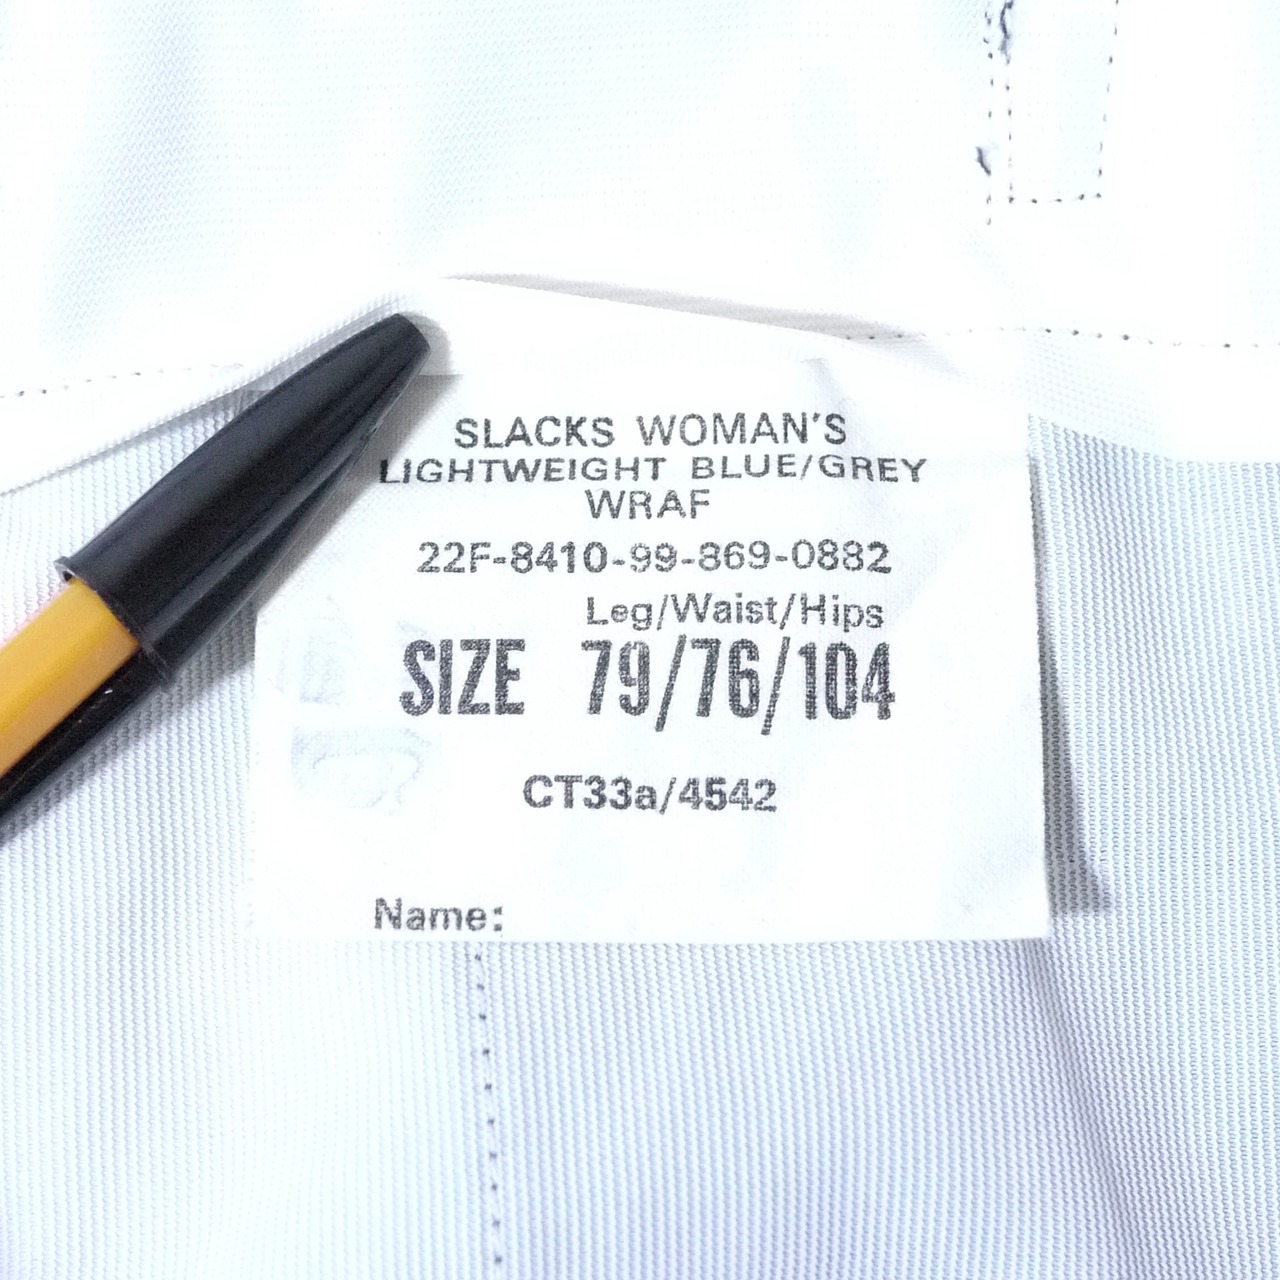 SLACKS WOMAN'S
LIGHTWEIGHT BLUE/GREY
WRAF
22F-8410-99-869-0882
Leg/Waist/Hips
SIZE 79/76/104
CT33a/4542
Name: